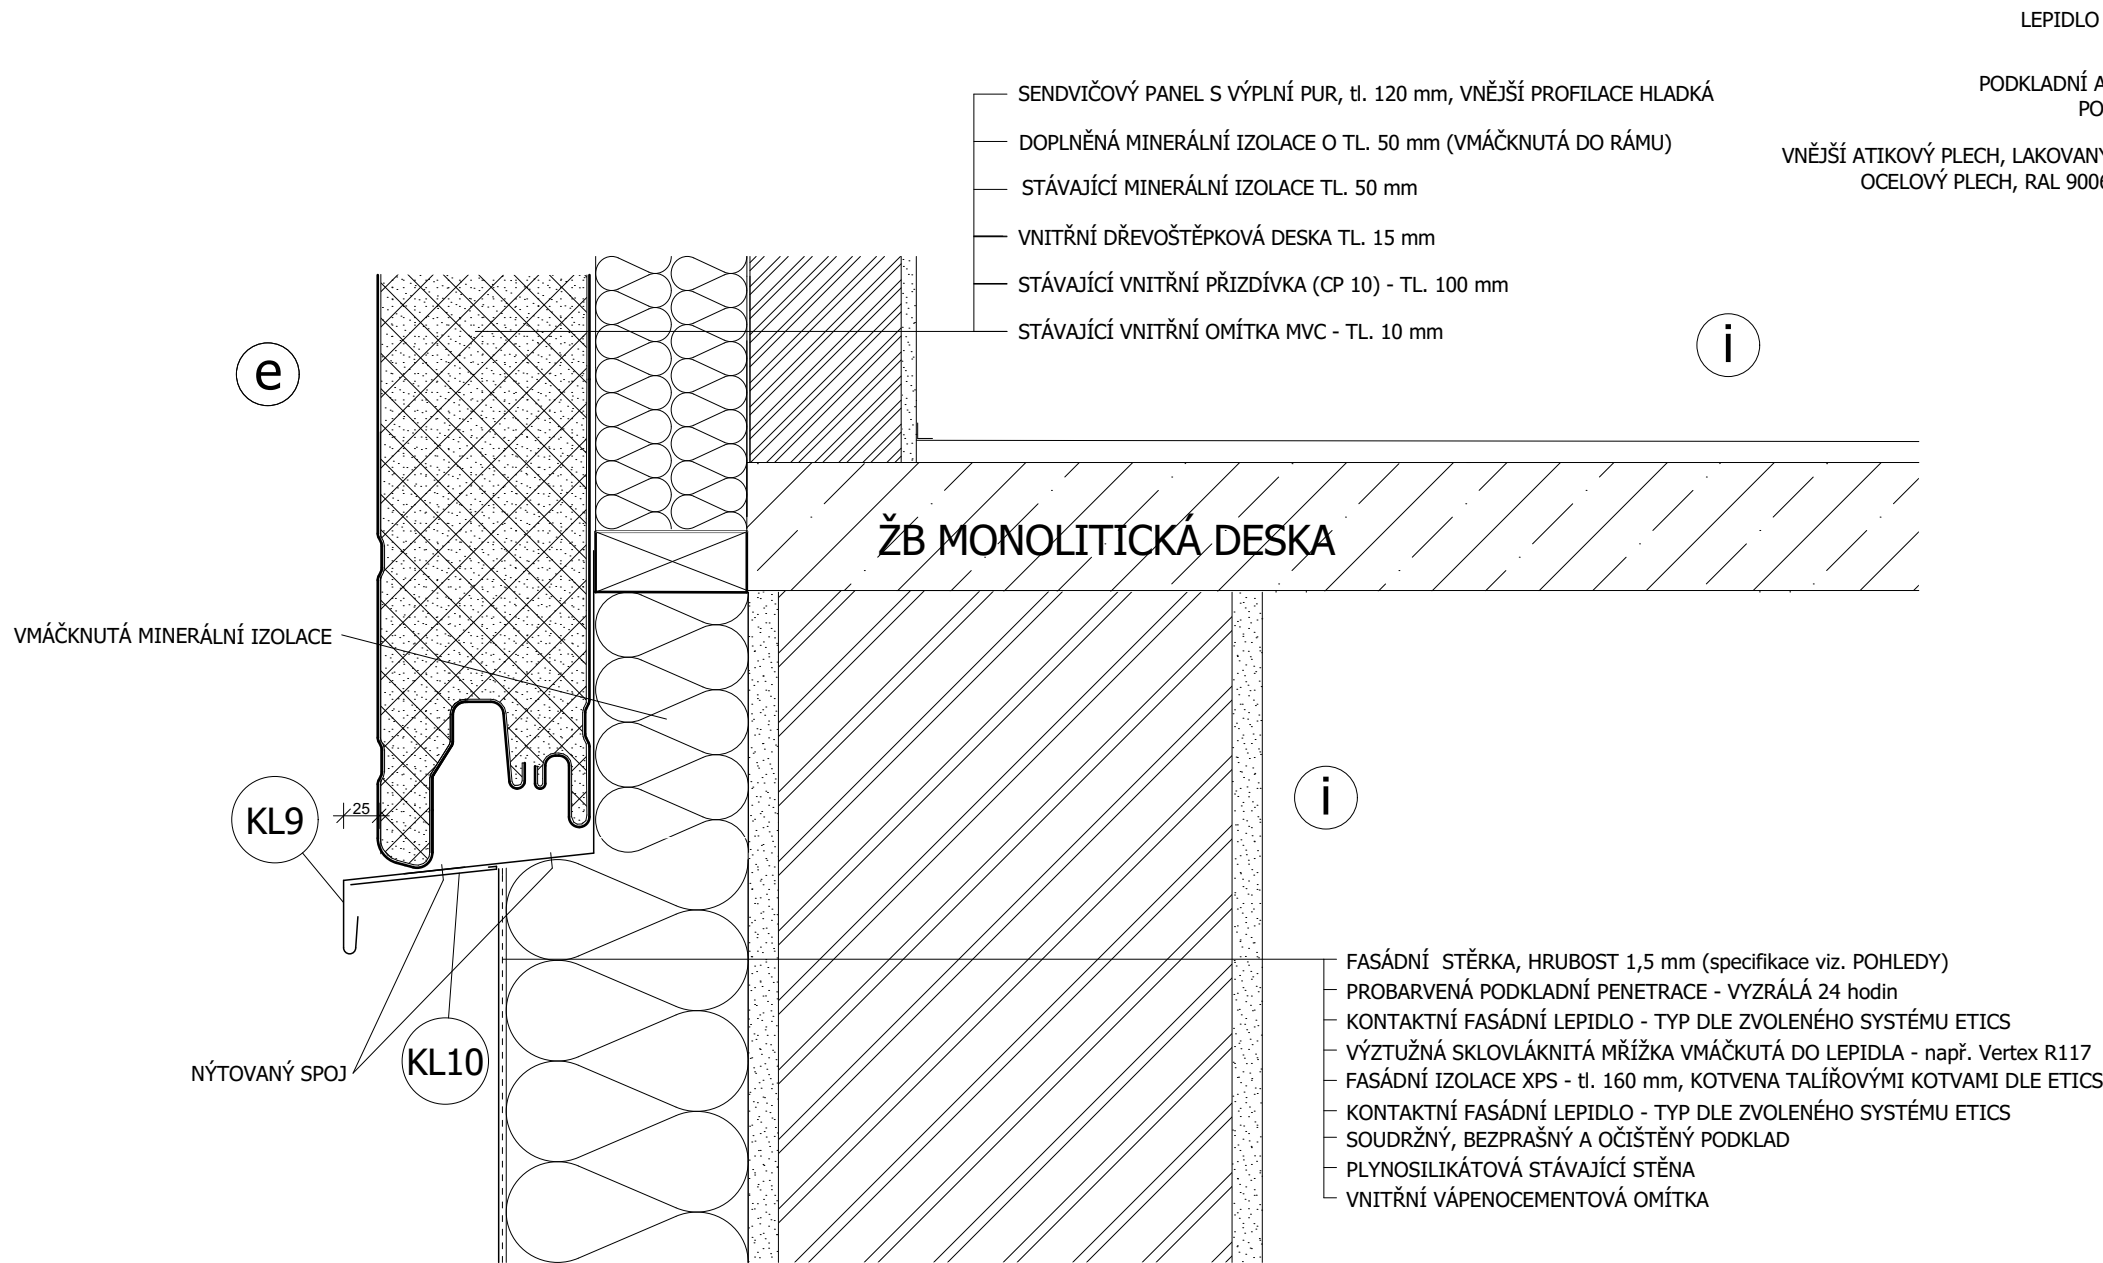 LEPIDLO
SENDVIČOVÝ PANEL S VÝPLNÍ PUR, tl. 120 mm, VNĚJŠÍ PROFILACE HLADKÁ
DOPLNĚNÁ MINERÁLNÍ IZOLACE O TL. 50 mm (VMÁČKNUTÁ DO RÁMU)
STÁVAJÍCÍ MINERÁLNÍ IZOLACE TL. 50 mm
VNITŘNÍ DŘEVOŠTĚPKOVÁ DESKA TL. 15 mm
STÁVAJÍCÍ VNITŘNÍ PŘIZDÍVKA (CP 10) - TL. 100 mm
STÁVAJÍCÍ VNITŘNÍ OMÍTKA MVC - TL. 10 mm
PODKLADNÍ A
PO
VNĚJŠÍ ATIKOVÝ PLECH, LAKOVANÝ
OCELOVÝ PLECH, RAL 9006
e
i
ŽB MONOLITICKÁ DESKA
VMÁČKNUTÁ MINERÁLNÍ IZOLACE
KL9
25
i
NÝTOVANÝ SPOJ
KL10
FASÁDNÍ STĚRKA, HRUBOST 1,5 mm (specifikace viz. POHLEDY)
PROBARVENÁ PODKLADNÍ PENETRACE - VYZRÁLÁ 24 hodin
KONTAKTNÍ FASÁDNÍ LEPIDLO - TYP DLE ZVOLENÉHO SYSTÉMU ETICS
VÝZTUŽNÁ SKLOVLÁKNITÁ MŘÍŽKA VMÁČKUTÁ DO LEPIDLA - např. Vertex R117
FASÁDNÍ IZOLACE XPS - tl. 160 mm, KOTVENA TALÍŘOVÝMI KOTVAMI DLE ETICS
KONTAKTNÍ FASÁDNÍ LEPIDLO - TYP DLE ZVOLENÉHO SYSTÉMU ETICS
SOUDRŽNÝ, BEZPRAŠNÝ A OČIŠTĚNÝ PODKLAD
PLYNOSILIKÁTOVÁ STÁVAJÍCÍ STĚNA
VNITŘNÍ VÁPENOCEMENTOVÁ OMÍTKA